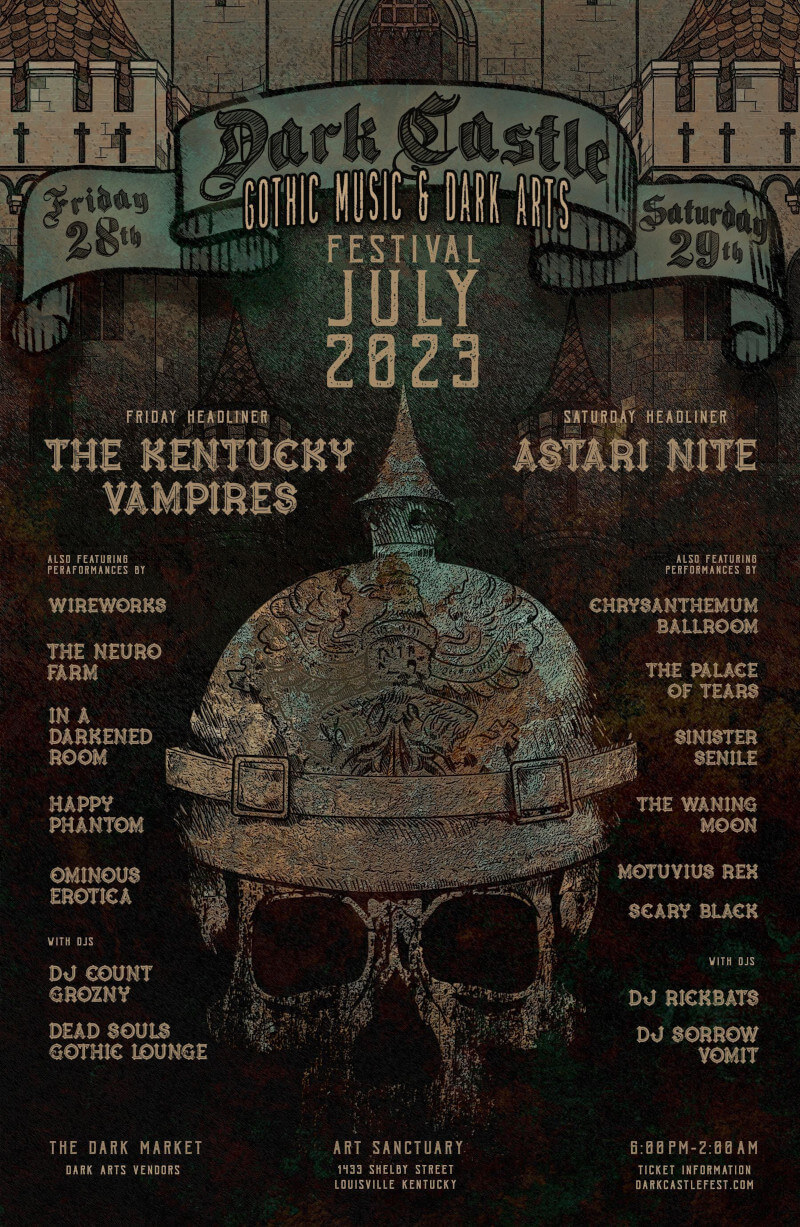 Dark Castle
GOTHIC MUSIC & DARK ARTS
Friday
28th
Saturday
29th
FESTIVAL
JULY
2023
FRIDAY HEADLINER
THE KENTUCKY
VAMPIRES
SATURDAY HEADLINER
ASTARI NITE
ALSO FEATURING
PERAFORMANCES BY
WIREWORKS
THE NEURO
FARM
IN A
DARKENED
ROOM
HAPPY
PHANTOM
OMINOUS
EROTICA
WITH DJS
DJ COUNT
GROZNY
DEAD SOULS
GOTHIC LOUNGE
ALSO FEATURING
PERFORMANCES BY
CHRYSANTHEMUM
BALLROOM
THE PALACE
OF TEARS
SINISTER
SENILE
THE WANING
MOON
MOTUVIUS REX
SCARY BLACK
WITH DJS
DJ RICKBATS
DJ SORROW
VOMIT
THE DARK MARKET
DARK ARTS VENDORS
ART SANCTUARY
1433 SHELBY STREET
LOUISVILLE KENTUCKY
6:00PM-2:00AM
TICKET INFORMATION
DARKCASTLEFEST.COM